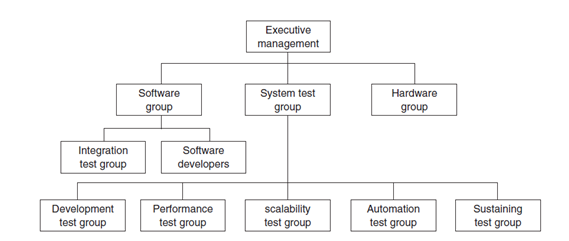 Executive
management
Software
group
System test
group
Hardware
group
Integration
test group
Software
developers
Development
test group
Performance
test group
scalability
test group
Automation
test group
Sustaining
test group